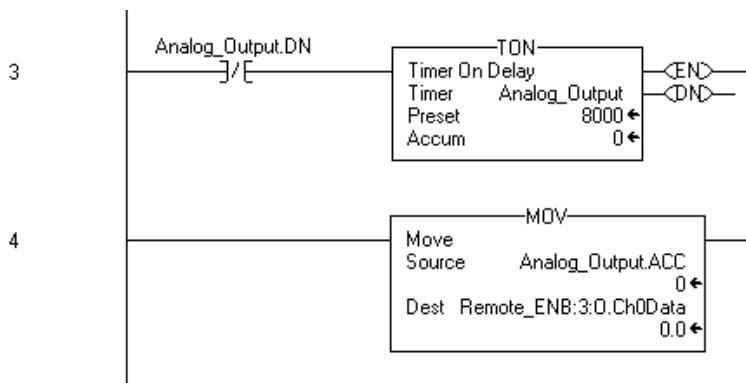 Analog_Output.DN
3
TON
Timer On Delay
EN
Timer Analog_Output
DN
Preset 8000
Accum 0
4
MOV
Move
Source Analog_Output.ACC
0
Dest Remote_ENB:3:O.Ch0Data
0.0